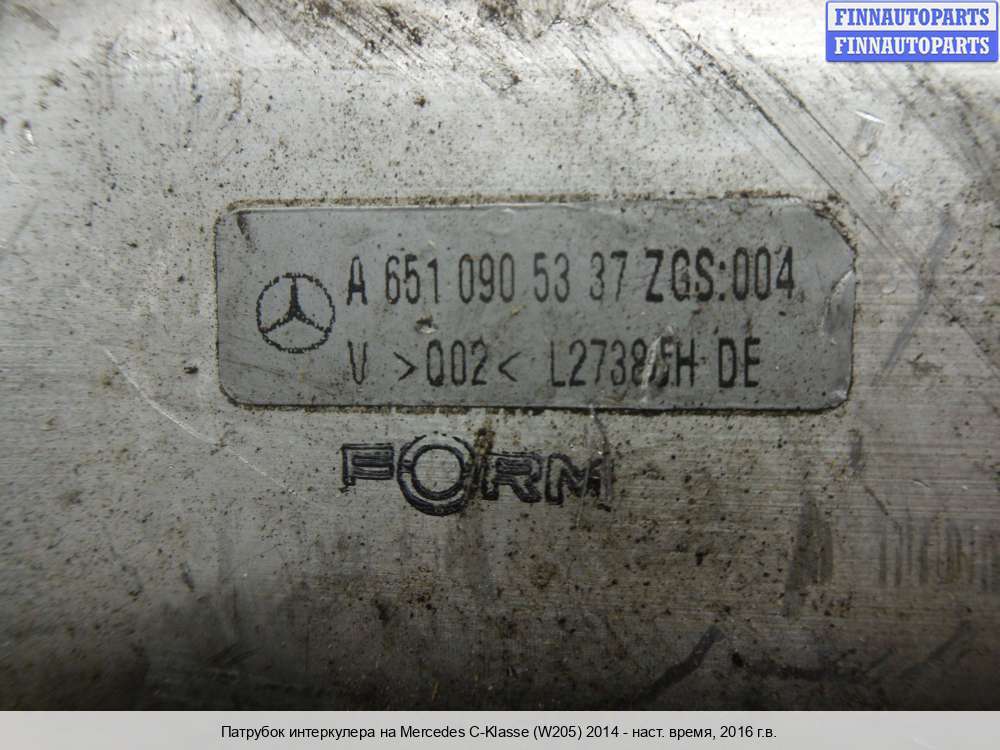 FINNAUTOPARTS
FINNAUTOPARTS
A 651 090 53 37 ZGS:004
V >002< DE
FORM
Патрубок интеркулера на Mercedes C-Klasse (W205) 2014 - наст. время, 2016 г.в.